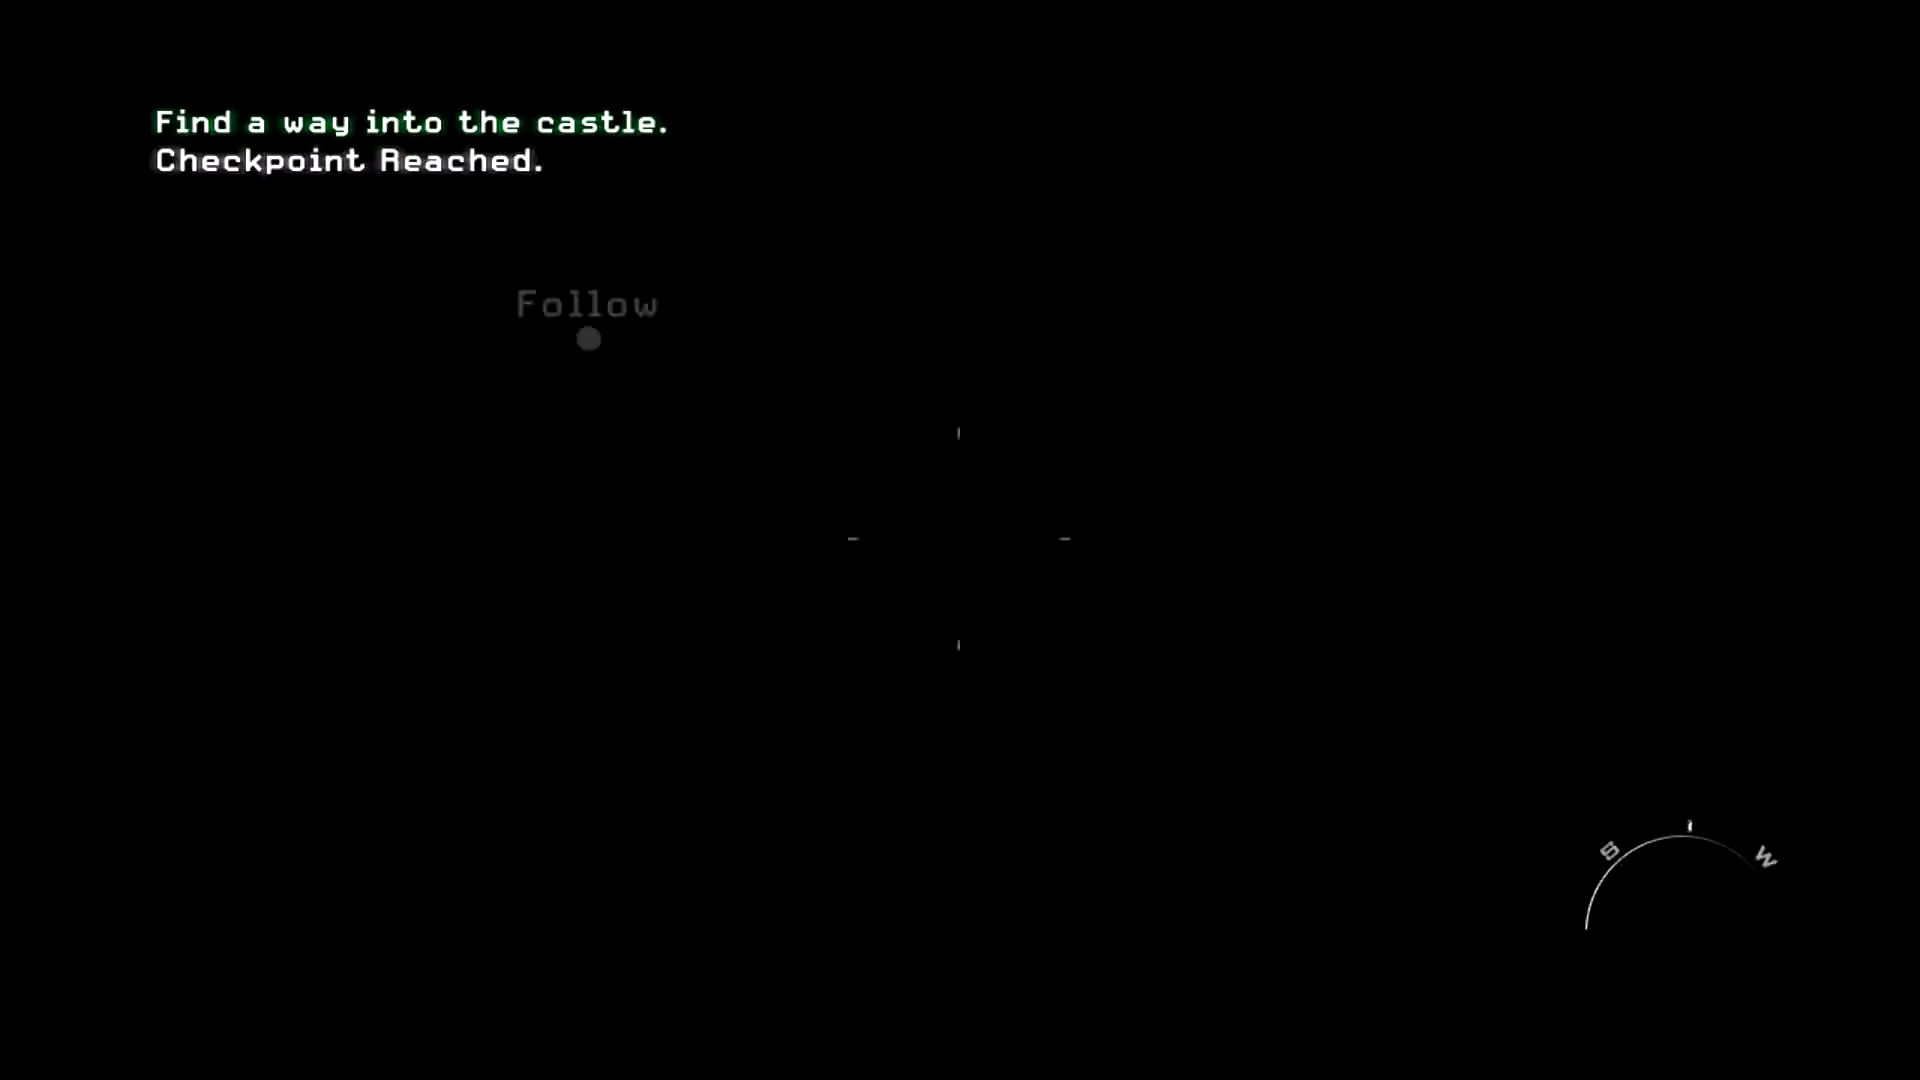 Find a way into the castle.
Checkpoint Reached.
Follow
S
W